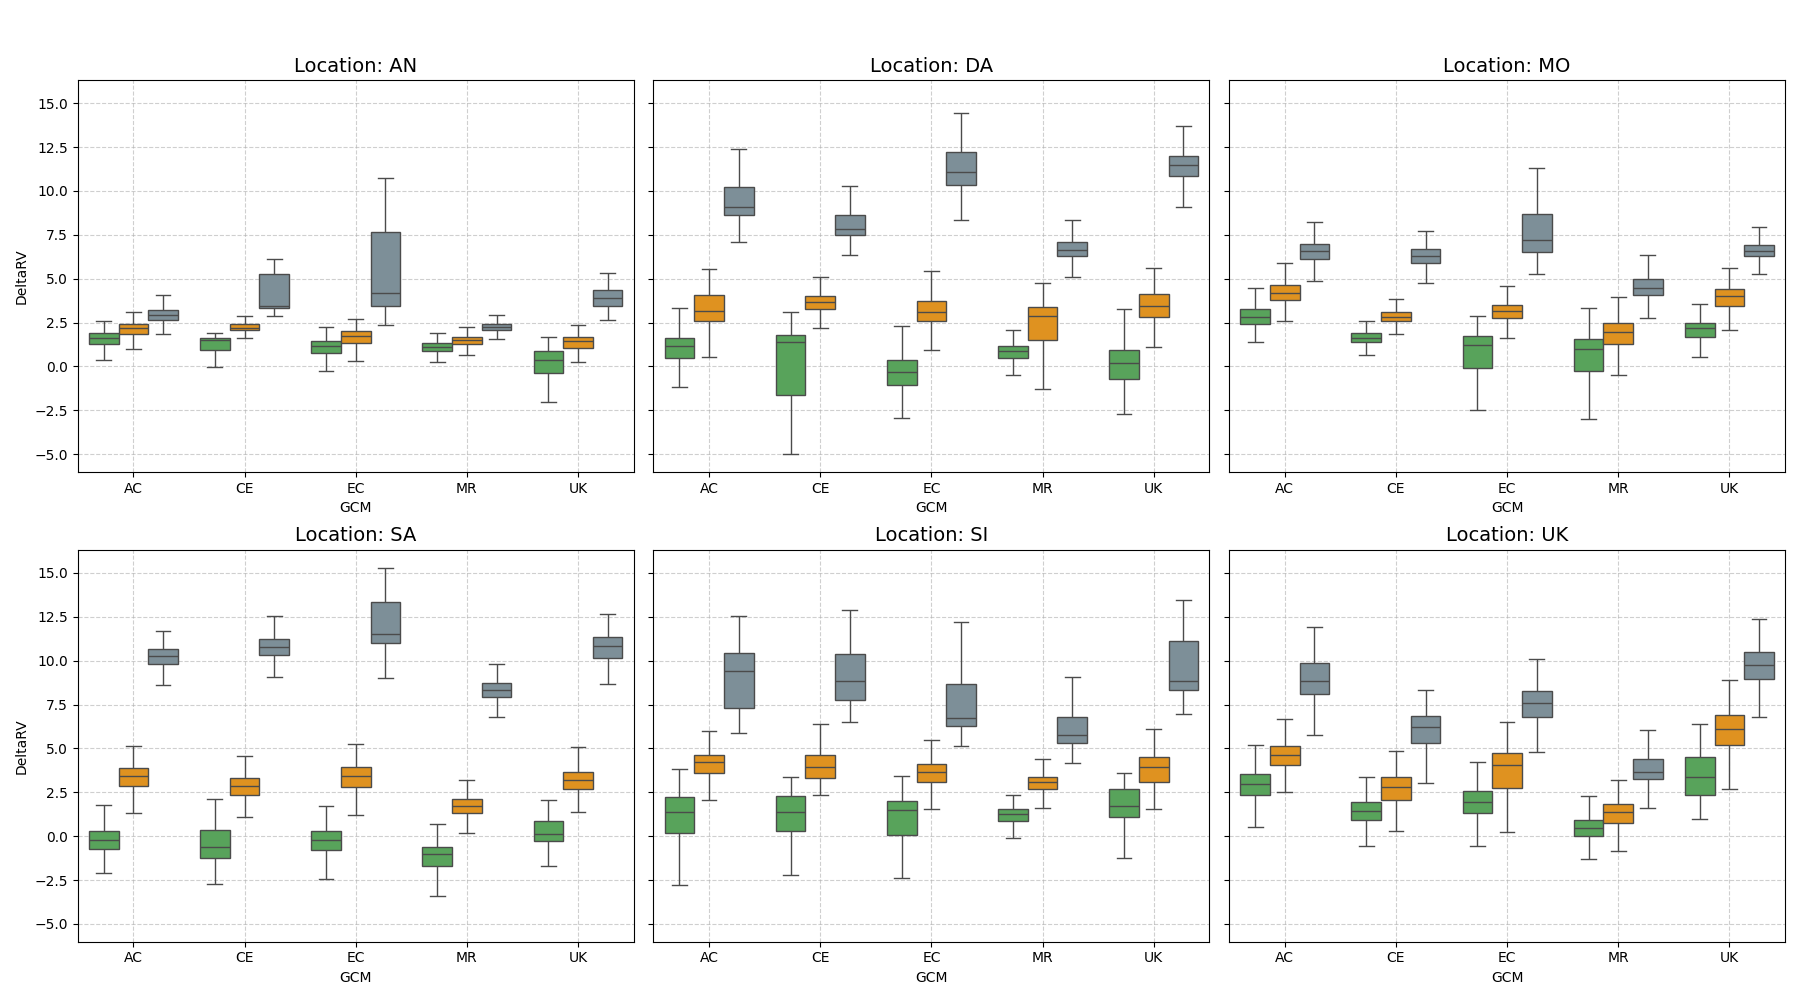 Location: AN
Location: DA
Location: MO
15.0
12.5
10.0
7.5
5.0
2.5
0.0
−2.5
−5.0
DeltaRV
AC CE EC MR UK
AC CE EC MR UK
AC CE EC MR UK
GCM
GCM
GCM
Location: SA
Location: SI
Location: UK
15.0
12.5
10.0
7.5
5.0
2.5
0.0
−2.5
−5.0
DeltaRV
AC CE EC MR UK
AC CE EC MR UK
AC CE EC MR UK
GCM
GCM
GCM